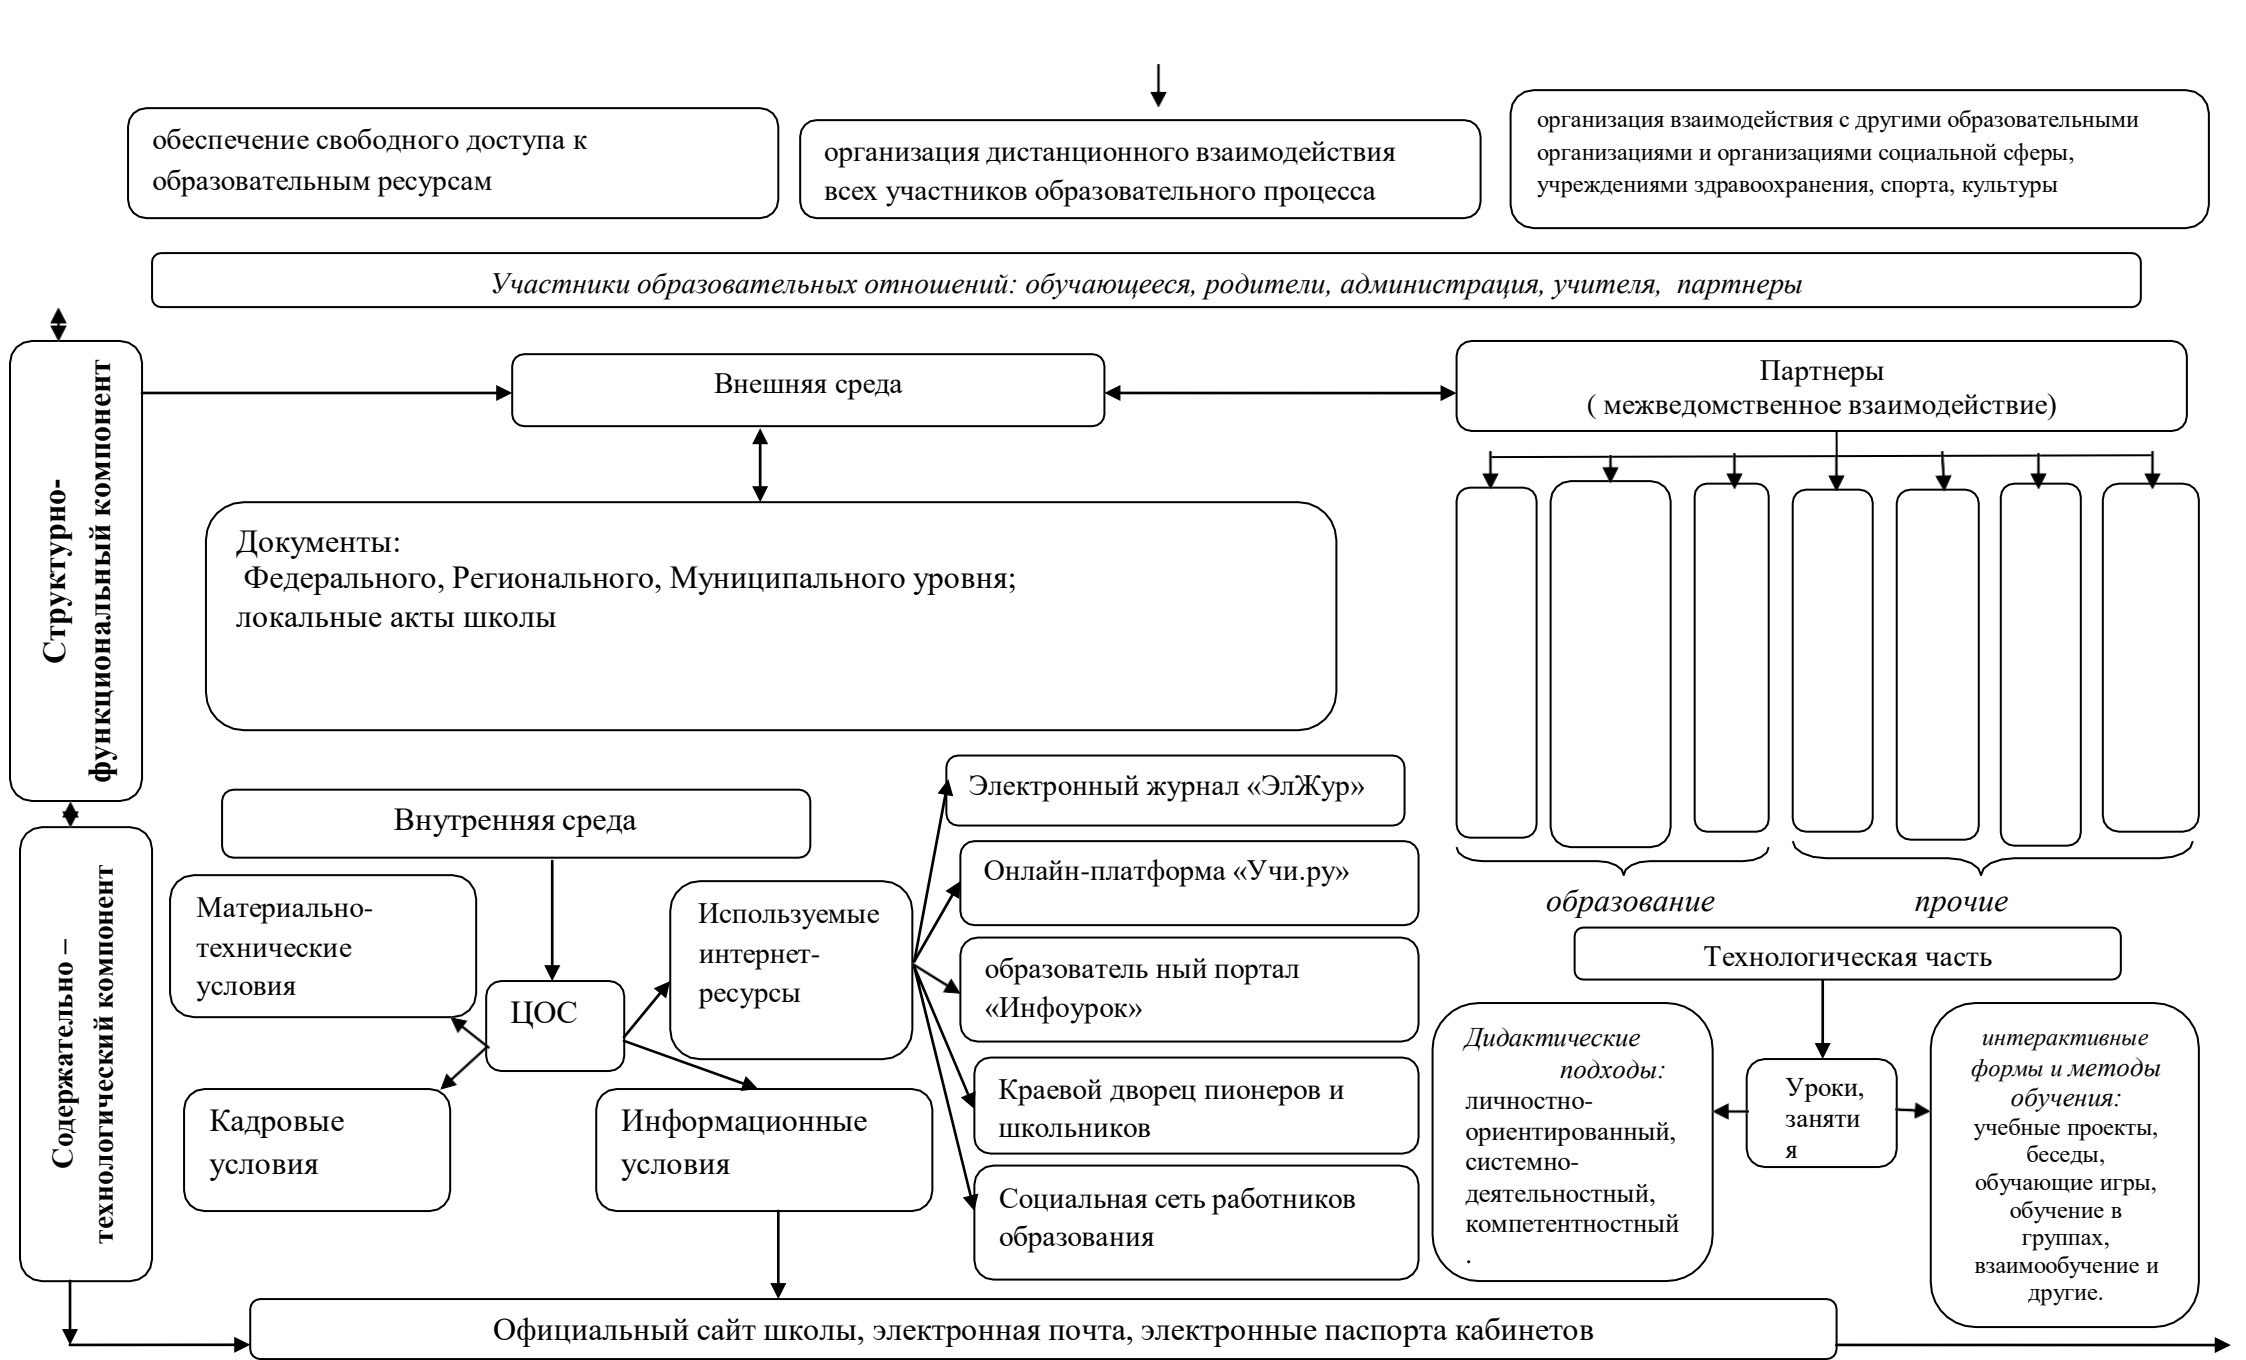 обеспечение свободного доступа к
образовательным ресурсам
организация дистанционного взаимодействия
всех участников образовательного процесса
организация взаимодействия с другими образовательными
организациями и организациями социальной сферы,
учреждениями здравоохранения, спорта, культуры
Участники образовательных отношений: обучающееся, родители, администрация, учителя, партнеры
Структурно-
функциональный компонент
Внешняя среда
Партнеры
( межведомственное взаимодействие)
Документы:
Федерального, Регионального, Муниципального уровня;
локальные акты школы
образование
прочие
Содержательно –
технологический компонент
Внутренняя среда
Материально-
технические
условия
ЦОС
Кадровые
условия
Используемые
интернет-
ресурсы
Информационные
условия
Электронный журнал «ЭлЖур»
Онлайн-платформа «Учи.ру»
образователь ный портал
«Инфоурок»
Краевой дворец пионеров и
школьников
Социальная сеть работников
образования
Технологическая часть
Дидактические
подходы:
личностно-
ориентированный,
системно-
деятельностный,
компетентностный
.
Уроки,
заняти
я
интерактивные
формы и методы
обучения:
учебные проекты,
беседы,
обучающие игры,
обучение в
группах,
взаимообучение и
другие.
Официальный сайт школы, электронная почта, электронные паспорта кабинетов